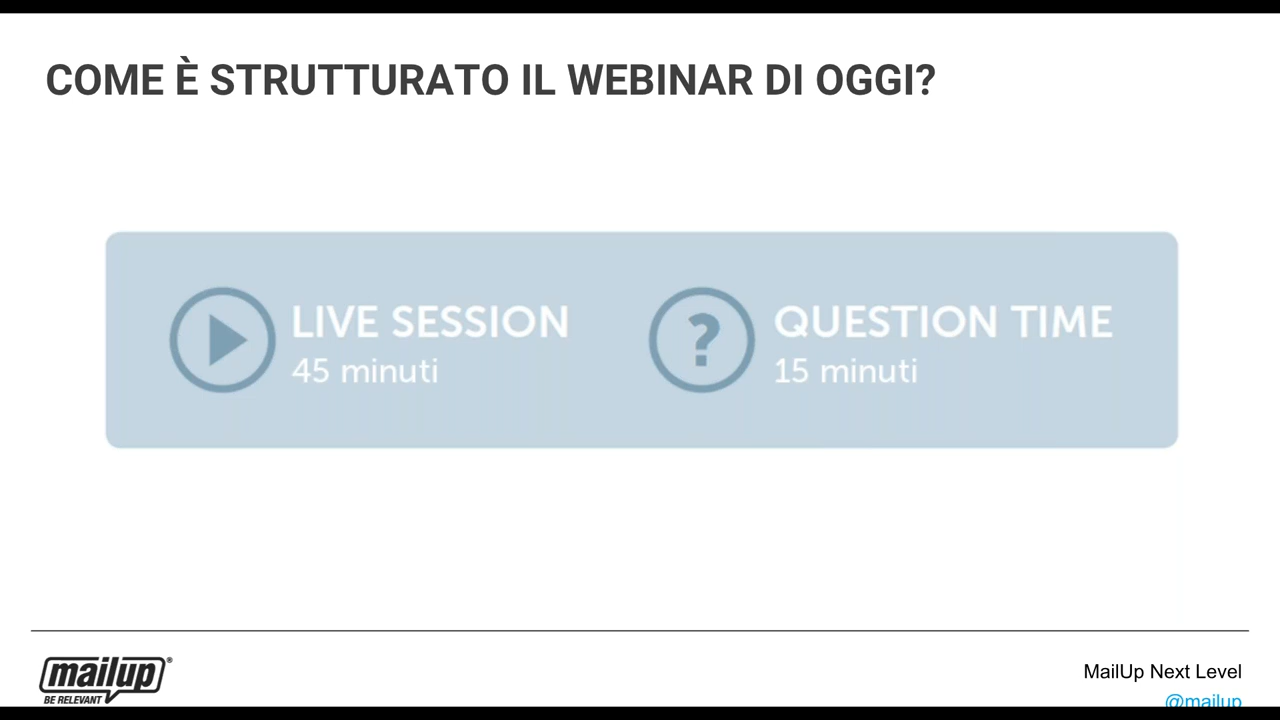 COME È STRUTTURATO IL WEBINAR DI OGGI?
LIVE SESSION
45 minuti
?
QUESTION TIME
15 minuti
mailup®
BE RELEVANT
MailUp Next Level
@mailup